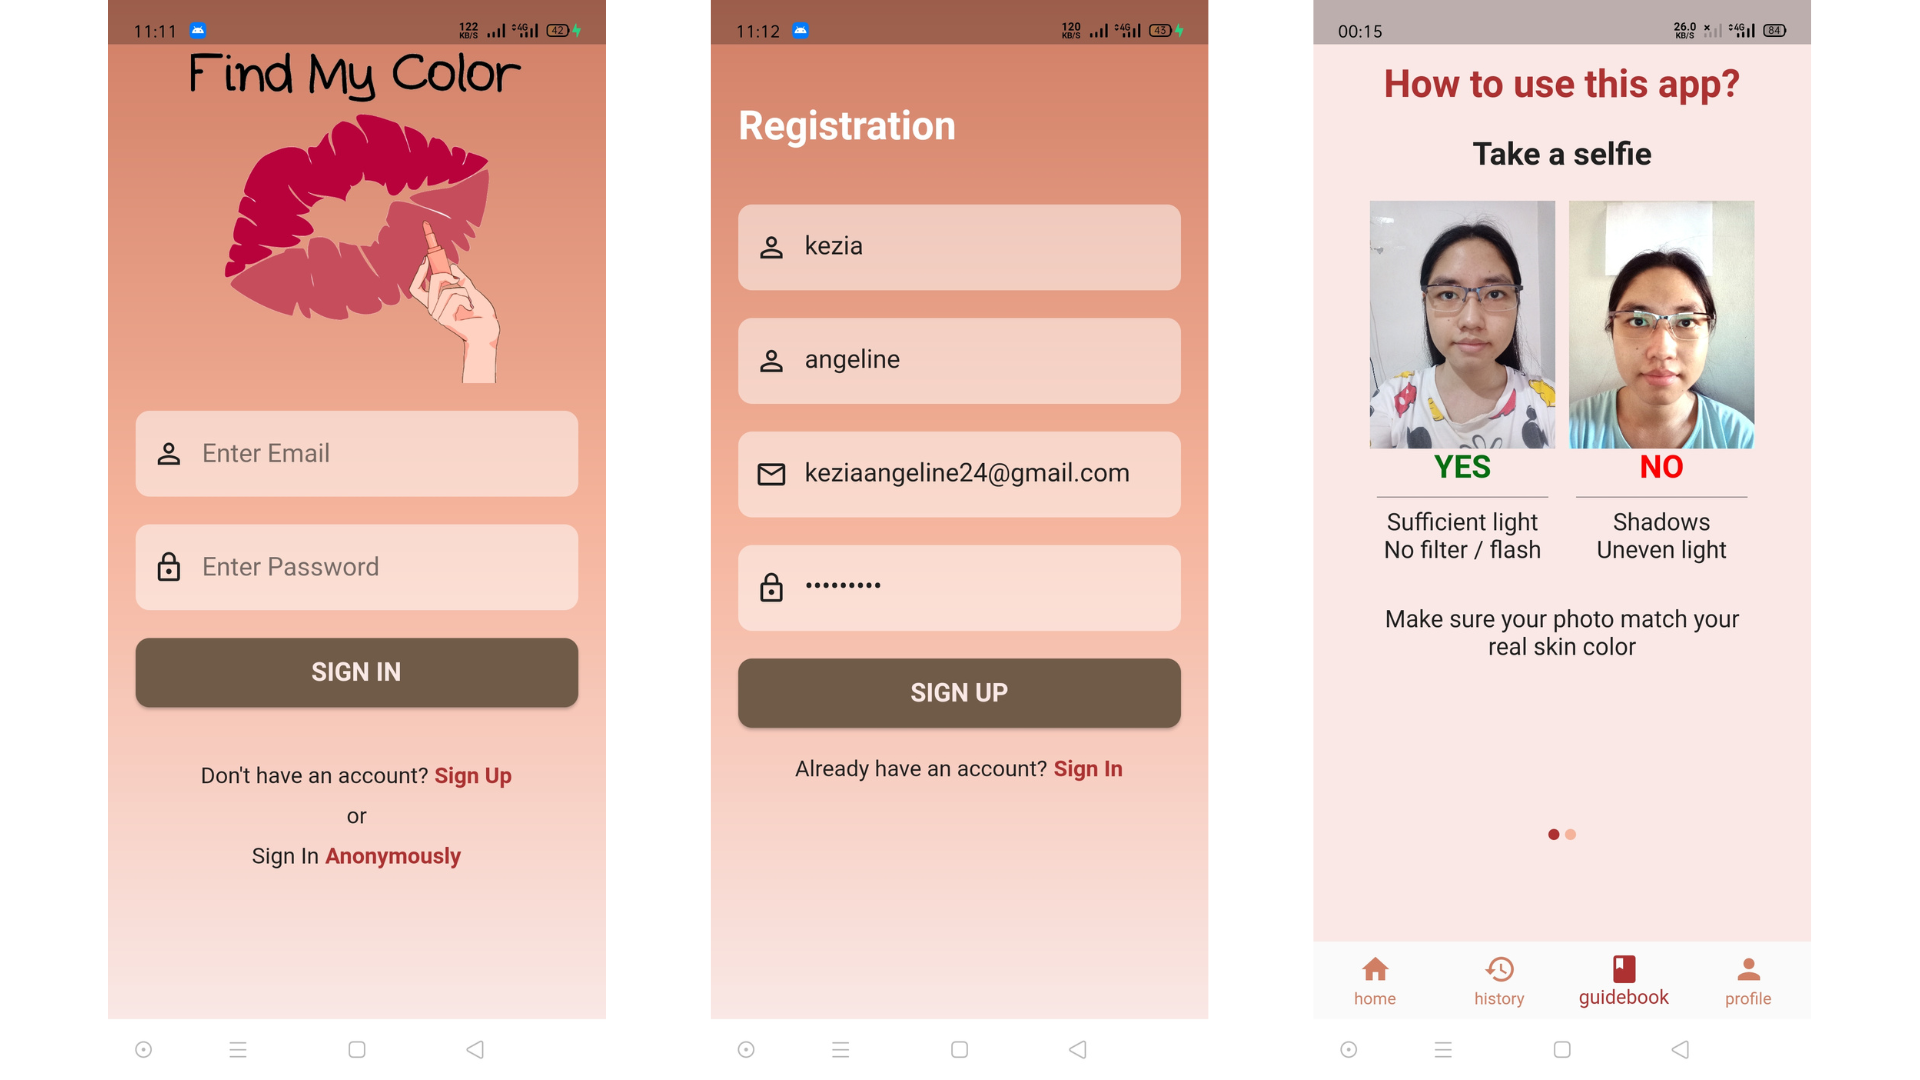 11:11
122
KB/S
4G
42
Find My Color
Enter Email
Enter Password
SIGN IN
Don't have an account? Sign Up
or
Sign In Anonymously
11:12
120
KB/S
4G
43
Registration
kezia
angeline
keziaangeline24@gmail.com
•••••••••
SIGN UP
Already have an account? Sign In
00:15
26.0
KB/S
4G
84
How to use this app?
Take a selfie
YES
NO
Sufficient light
No filter / flash
Shadows
Uneven light
Make sure your photo match your
real skin color
home
history
guidebook
profile